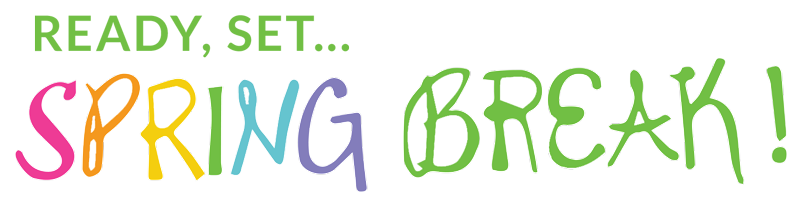 READY, SET...
SPRING BREAK!